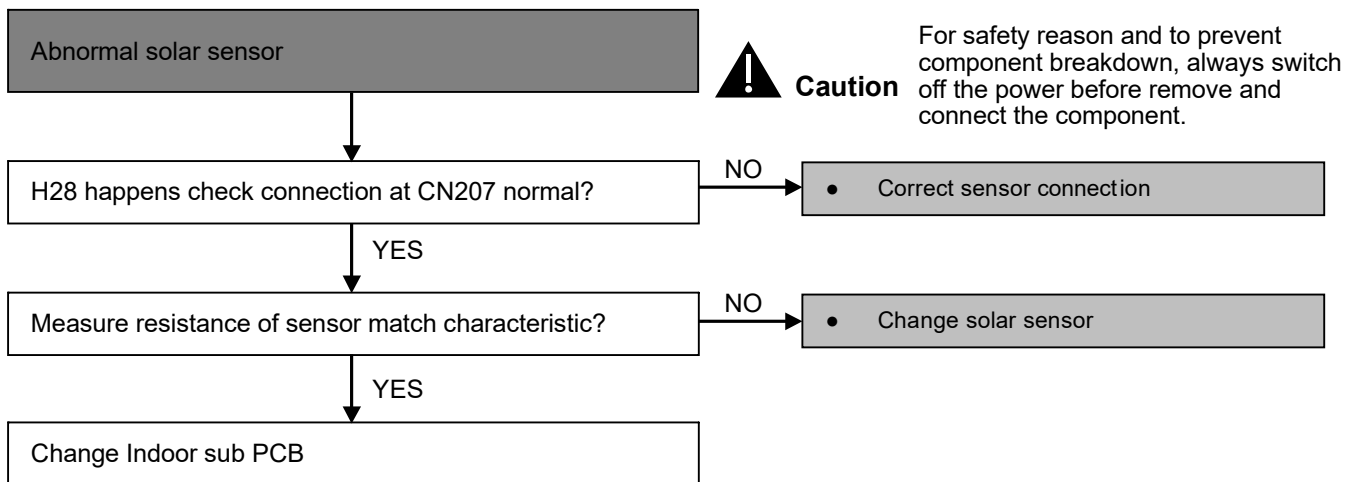 Abnormal solar sensor
Caution
For safety reason and to prevent
component breakdown, always switch
off the power before remove and
connect the component.
H28 happens check connection at CN207 normal?
NO
● Correct sensor connection
YES
Measure resistance of sensor match characteristic?
NO
● Change solar sensor
YES
Change Indoor sub PCB